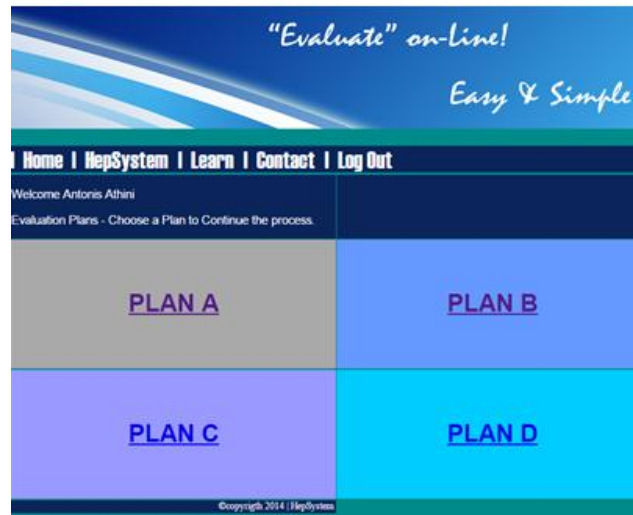 “Evaluate” on-Line!
Easy & Simple
| Home | HepSystem | Learn | Contact | Log Out
Welcome Antonis Athini
Evaluation Plans - Choose a Plan to Continue the process.
PLAN A
PLAN B
PLAN C
PLAN D
©copyrigth 2014 | HepSystem